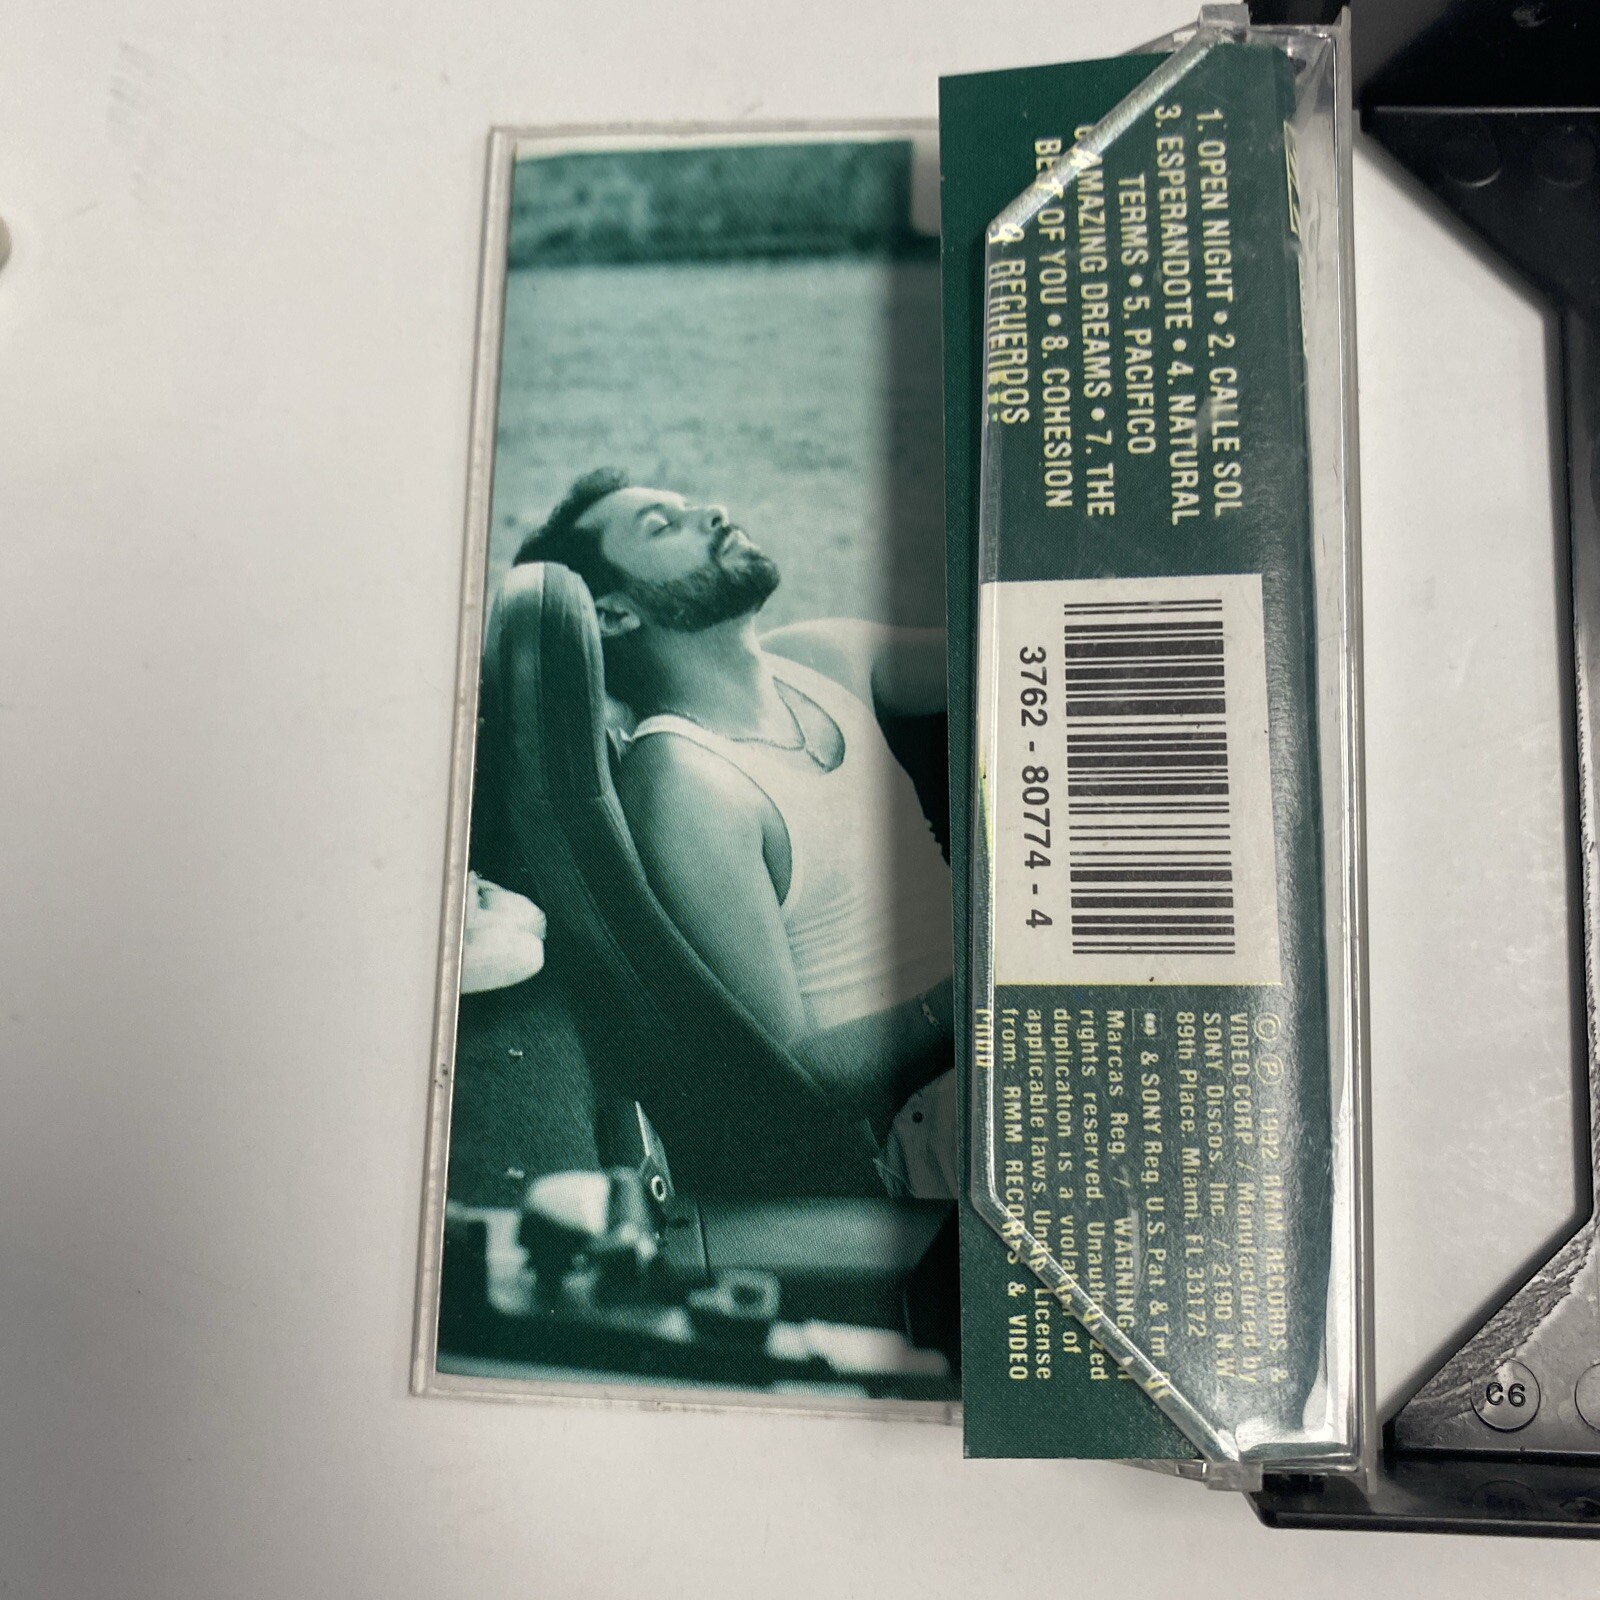 1. OPEN NIGHT • 2. CALLE SOL
3. ESPERANDOTE • 4. NATURAL
TERMS • 5. PACIFICO
AMAZING DREAMS • 7. THE
BEST OF YOU • 8. COHESION
9. RECUERDOS
3762 - 80774 - 4
© ℗ 1992 RMM RECORDS &
VIDEO CORP / Manufactured by
SONY Discos, Inc. / 2190 N W
89th Place. Miami. FL 33172
& SONY Reg. U.S. Pat. & Tm
Marcas Reg. / WARNING
rights reserved. Unauthorized
duplication is a violation of
applicable laws. Under License
from: RMM RECORDS & VIDEO
C6